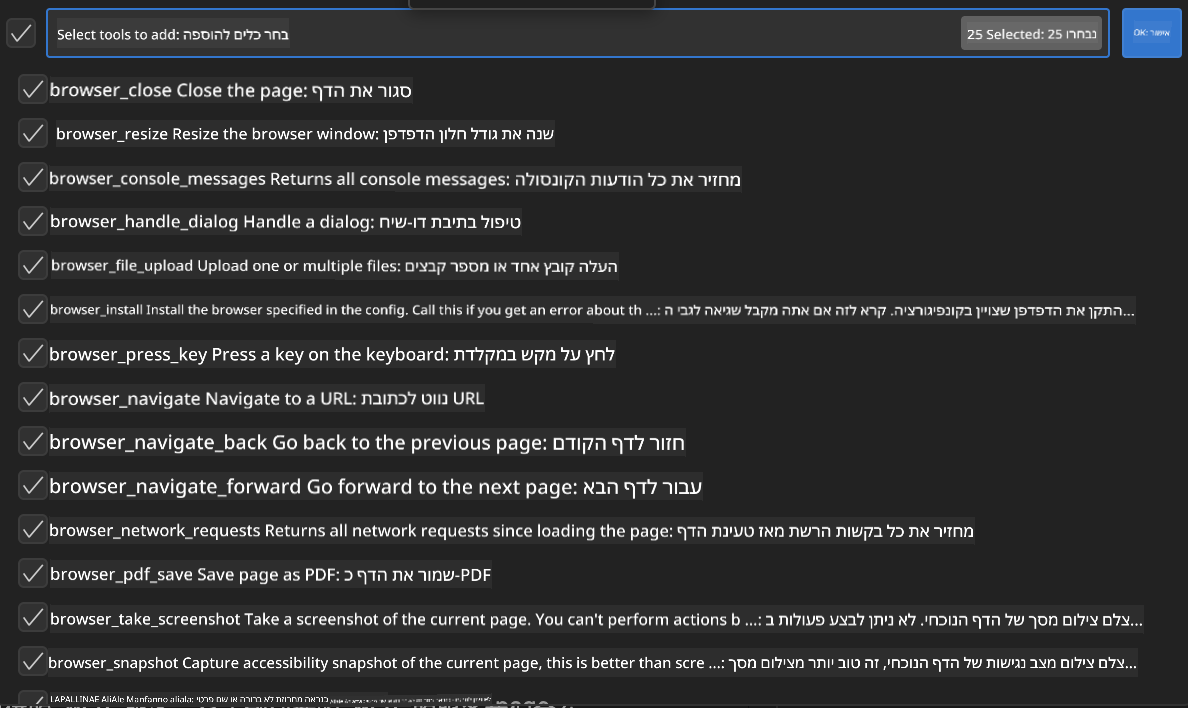 Select tools to add: בחר כלים להוספה
25 Selected: 25 נבחרו
OK: אישור
browser_close Close the page: סגור את הדף
browser_resize Resize the browser window: שנה את גודל חלון הדפדפן
browser_console_messages Returns all console messages: מחזיר את כל הודעות הקונסולה
browser_handle_dialog Handle a dialog: טיפול בתיבת דו-שיח
browser_file_upload Upload one or multiple files: העלה קובץ אחד או מספר קבצים
browser_install Install the browser specified in the config. Call this if you get an error about th ...: התקן את הדפדפן שצויין בקונפיגורציה. קרא לזה אם אתה מקבל שגיאה לגבי ה...
browser_press_key Press a key on the keyboard: לחץ על מקש במקלדת
browser_navigate Navigate to a URL: נווט לכתובת URL
browser_navigate_back Go back to the previous page: חזור לדף הקודם
browser_navigate_forward Go forward to the next page: עבור לדף הבא
browser_network_requests Returns all network requests since loading the page: מחזיר את כל בקשות הרשת מאז טעינת הדף
browser_pdf_save Save page as PDF: שמור את הדף כ-PDF
browser_take_screenshot Take a screenshot of the current page. You can't perform actions b ...: צלם צילום מסך של הדף הנוכחי. לא ניתן לבצע פעולות ב...
browser_snapshot Capture accessibility snapshot of the current page, this is better than scre ...: צלם צילום מצב נגישות של הדף הנוכחי, זה טוב יותר מצילום מסך...